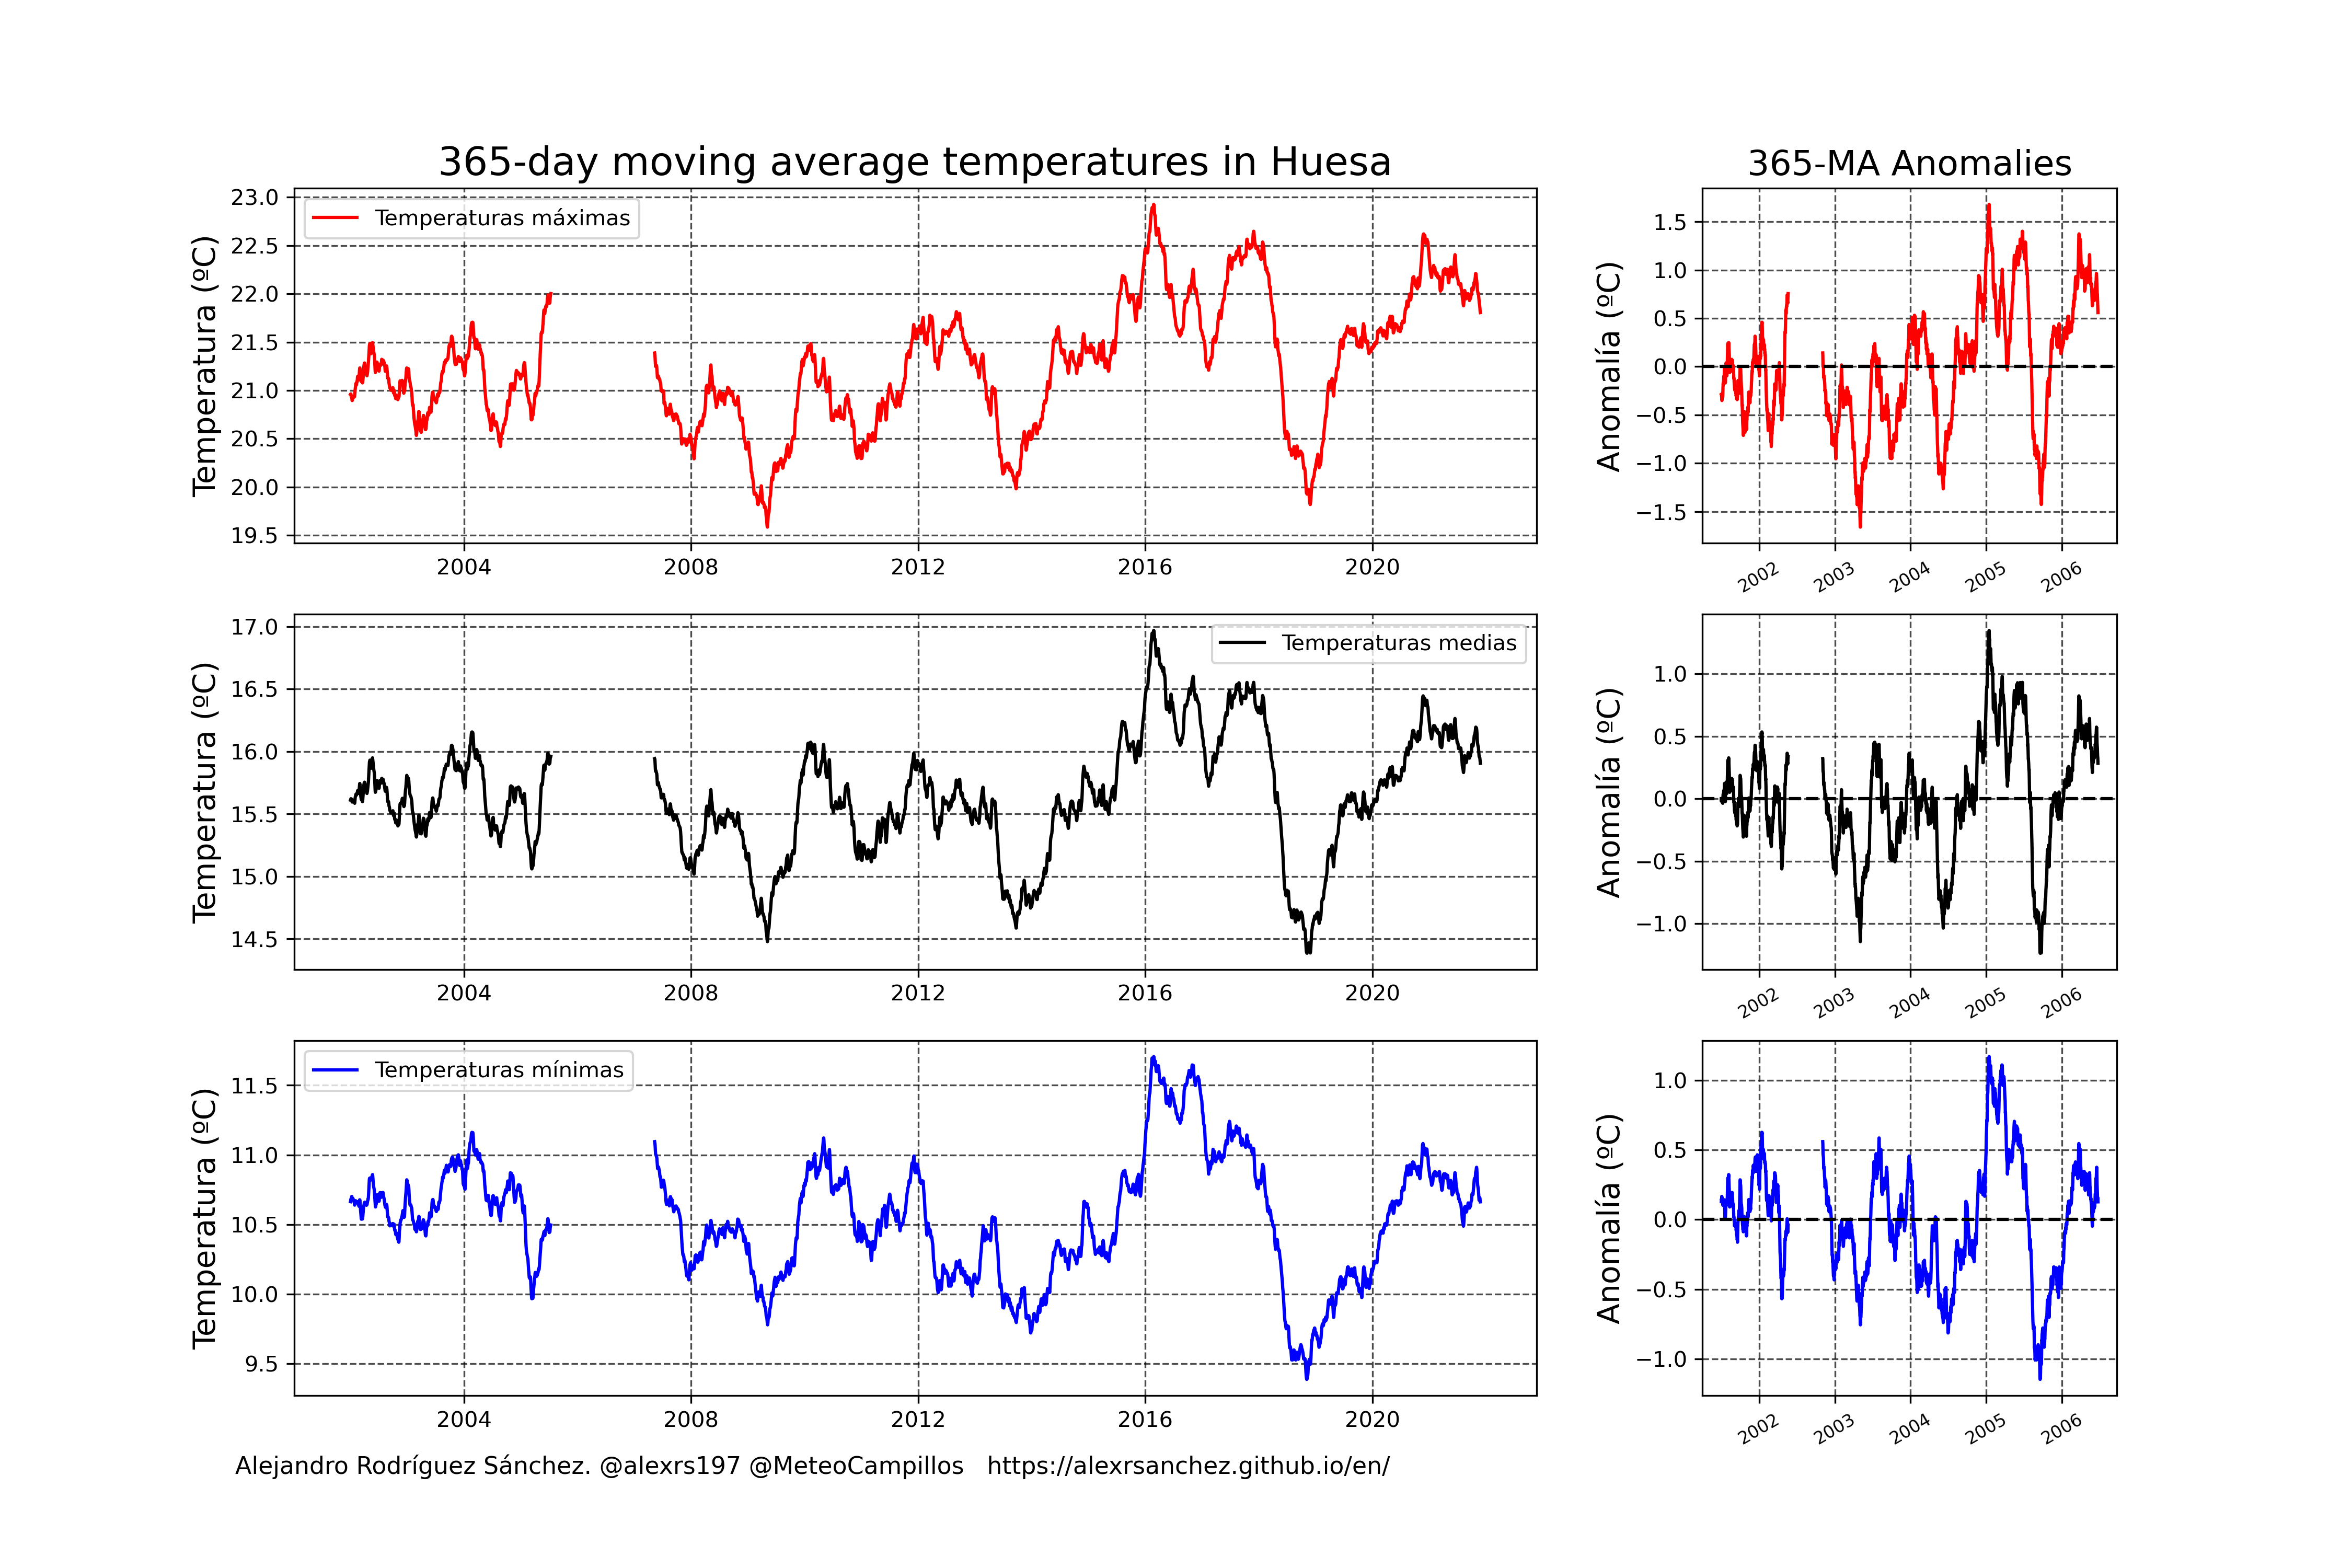 365-day moving average temperatures in Huesa
365-MA Anomalies
Temperatura (ºC)
23.0
22.5
22.0
21.5
21.0
20.5
20.0
19.5
Temperaturas máximas
2004 2008 2012 2016 2020
Anomalía (ºC)
1.5
1.0
0.5
0.0
−0.5
−1.0
−1.5
2002 2003 2004 2005 2006
Temperatura (ºC)
17.0
16.5
16.0
15.5
15.0
14.5
Temperaturas medias
2004 2008 2012 2016 2020
Anomalía (ºC)
1.0
0.5
0.0
−0.5
−1.0
2002 2003 2004 2005 2006
Temperatura (ºC)
11.5
11.0
10.5
10.0
9.5
Temperaturas mínimas
2004 2008 2012 2016 2020
Anomalía (ºC)
1.0
0.5
0.0
−0.5
−1.0
2002 2003 2004 2005 2006
Alejandro Rodríguez Sánchez. @alexrs197 @MeteoCampillos https://alexrsanchez.github.io/en/